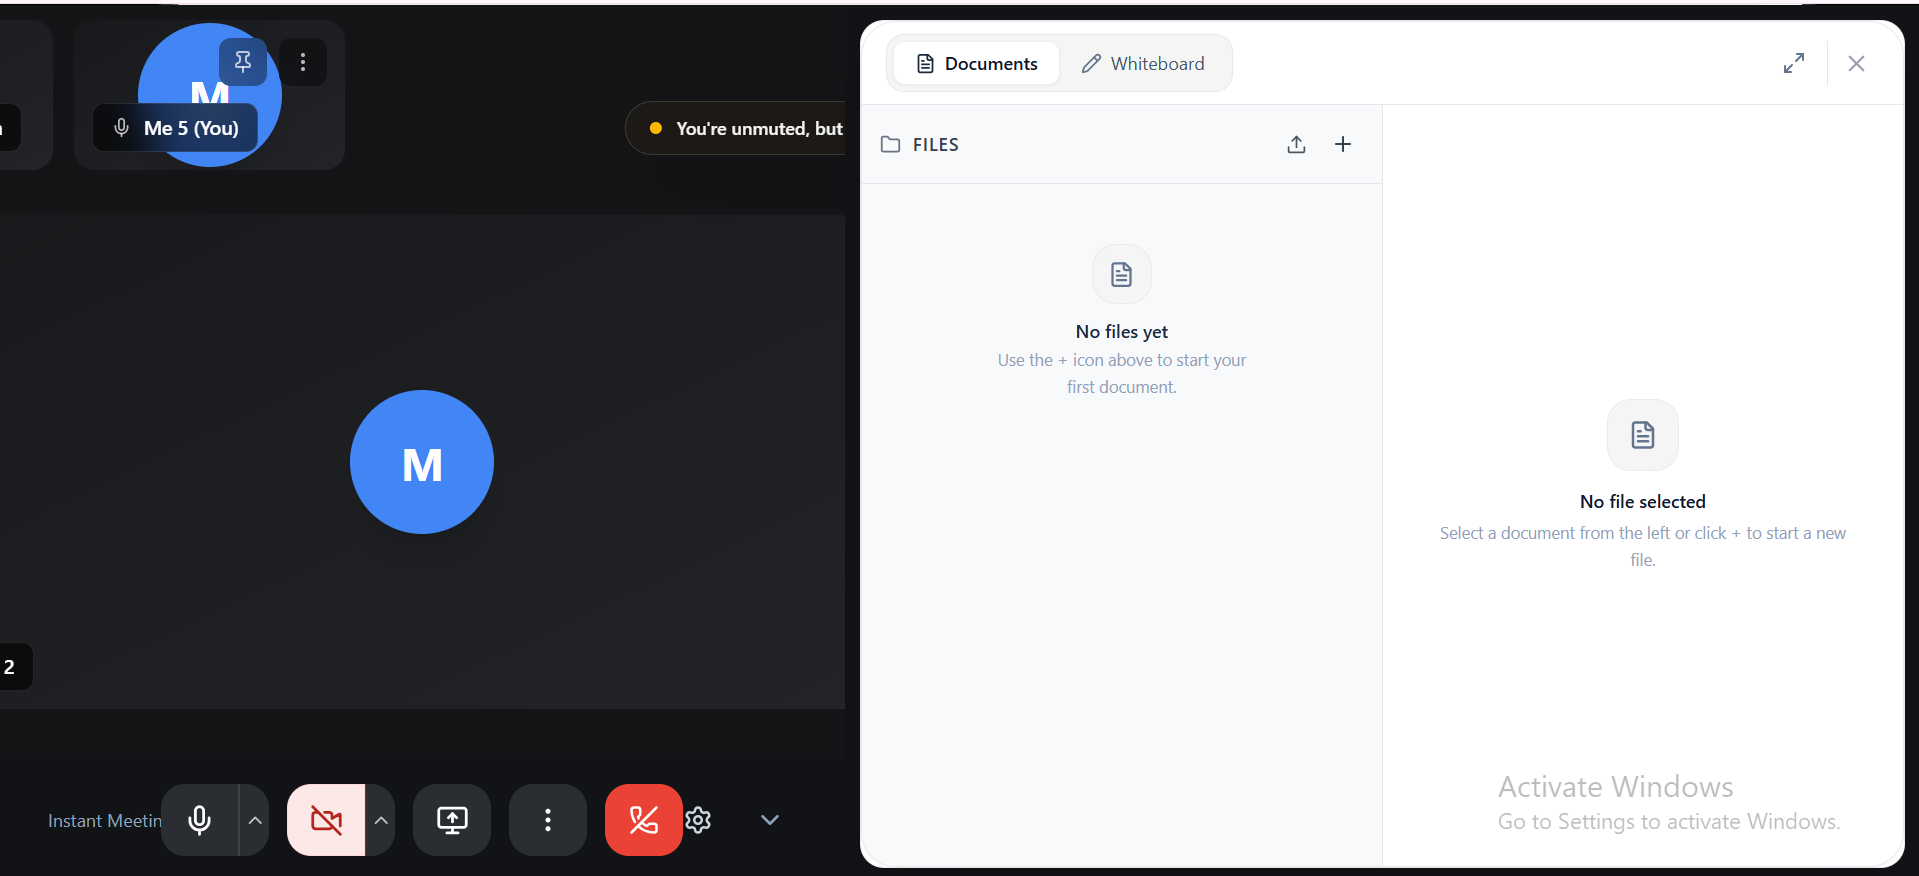 M
Me 5 (You)
You're unmuted, but
M
2
Instant Meetin
Documents
Whiteboard
FILES
No files yet
Use the + icon above to start your
first document.
No file selected
Select a document from the left or click + to start a new
file.
Activate Windows
Go to Settings to activate Windows.